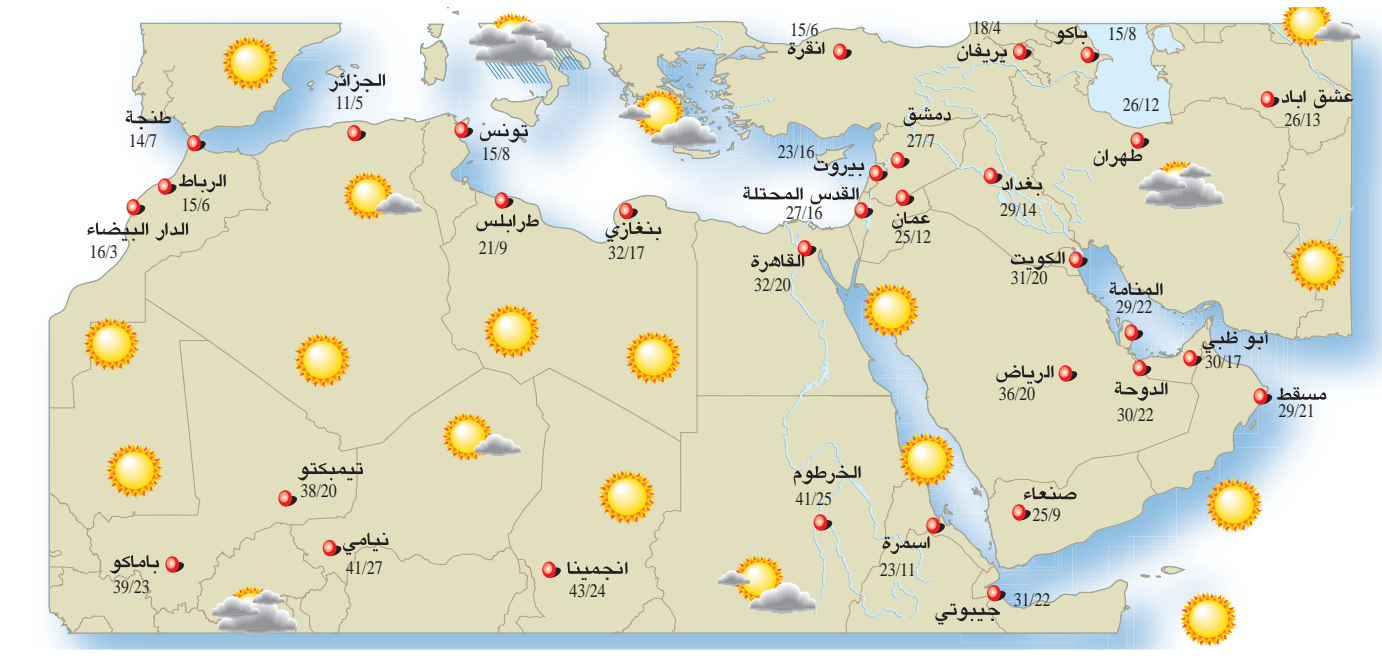 15/6
انقرة
18/4
يريفان
باكو
15/8
26/12
طهران
عشق اباد
26/13
الجزائر
11/5
طنجة
14/7
تونس
15/8
الرباط
15/6
الدار البيضاء
16/3
طرابلس
21/9
بنغازي
32/17
دمشق
27/7
23/16
بيروت
القدس المحتلة
27/16
عمان
25/12
بغداد
29/14
القاهرة
32/20
الكويت
31/20
المنامة
29/22
أبو ظبي
30/17
الرياض
36/20
الدوحة
30/22
مسقط
29/21
تيمبكتو
38/20
الخرطوم
41/25
صنعاء
25/9
اسمرة
23/11
باماكو
39/23
نيامي
41/27
انجمينا
43/24
جيبوتي
31/22